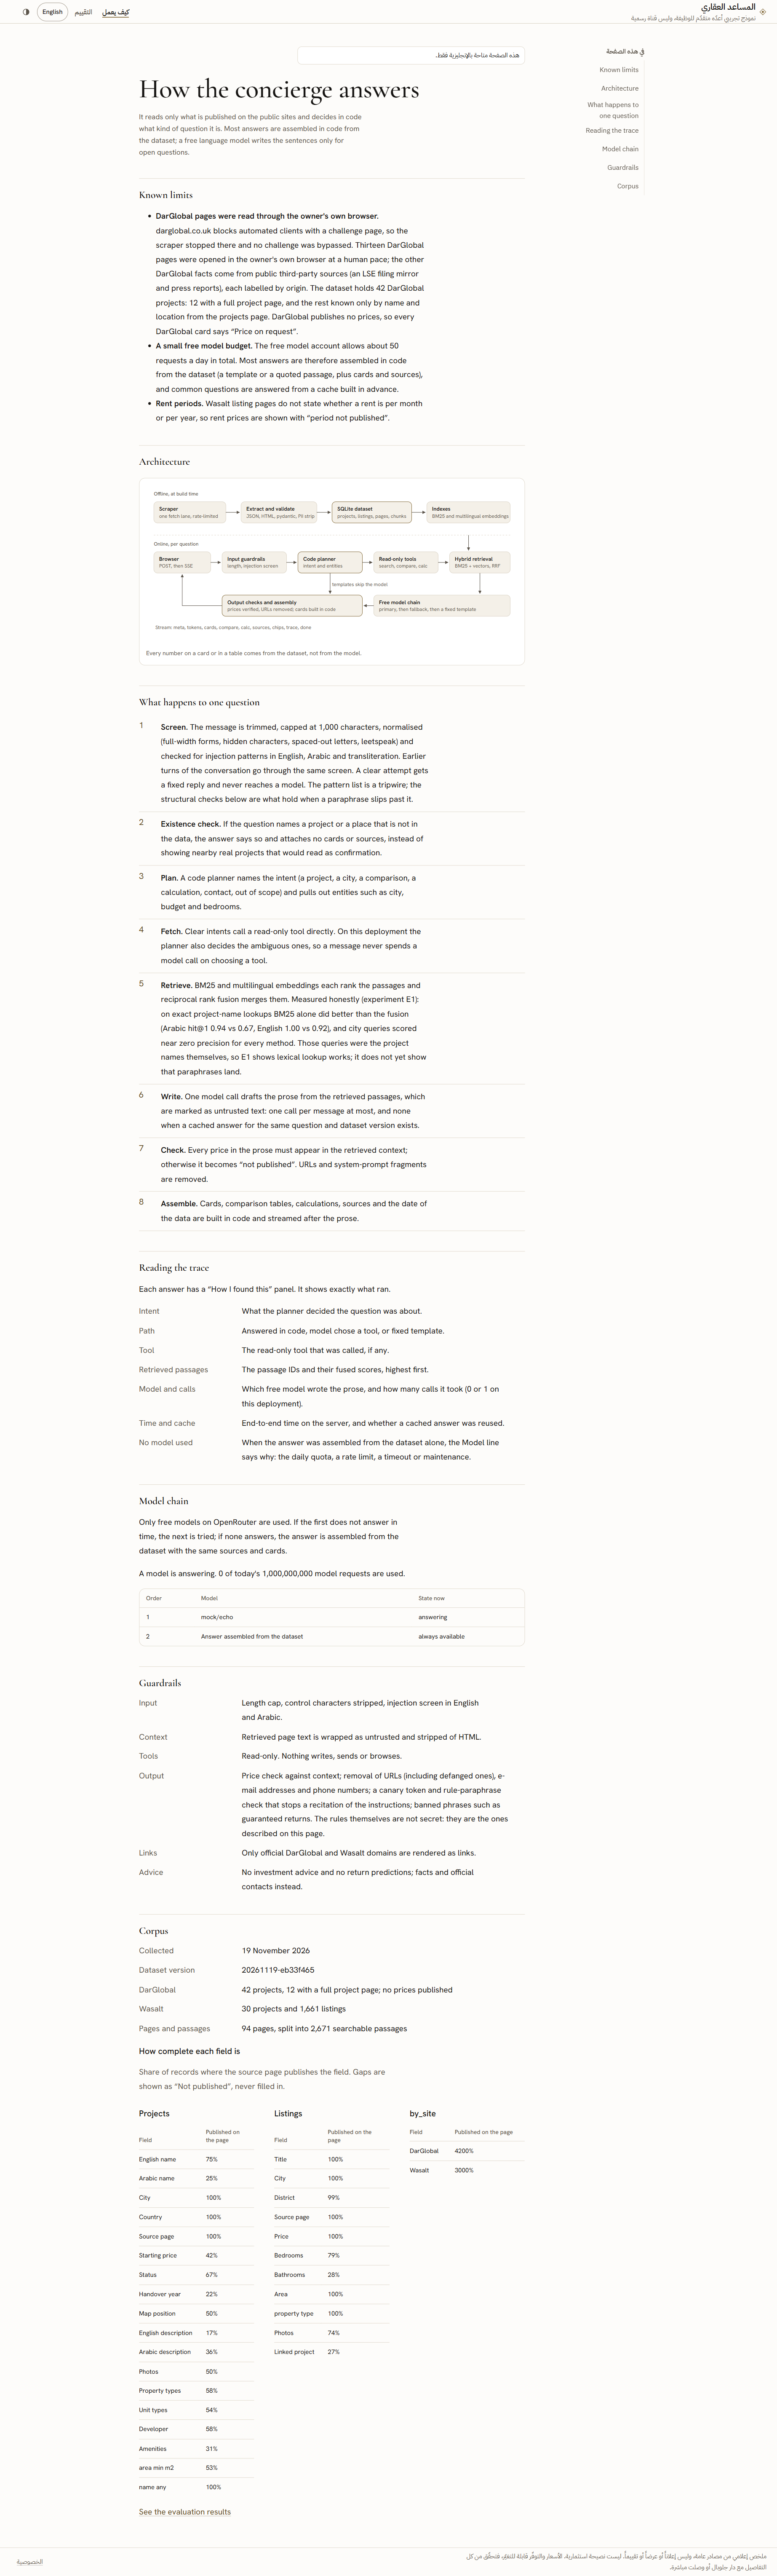 المساعد العقاري
نموذج تجريبي أعدّه متقدّم للوظيفة، وليس قناة رسمية
كيف يعمل
التقييم
English
في هذه الصفحة
Known limits
Architecture
What happens to
one question
Reading the trace
Model chain
Guardrails
Corpus
هذه الصفحة متاحة بالإنجليزية فقط.
How the concierge answers
It reads only what is published on the public sites and decides in code
what kind of question it is. Most answers are assembled in code from
the dataset; a free language model writes the sentences only for
open questions.
Known limits
• DarGlobal pages were read through the owner's own browser.
darglobal.co.uk blocks automated clients with a challenge page, so the
scraper stopped there and no challenge was bypassed. Thirteen DarGlobal
pages were opened in the owner's own browser at a human pace; the other
DarGlobal facts come from public third-party sources (an LSE filing mirror
and press reports), each labelled by origin. The dataset holds 42 DarGlobal
projects: 12 with a full project page, and the rest known only by name and
location from the projects page. DarGlobal publishes no prices, so every
DarGlobal card says “Price on request”.
• A small free model budget. The free model account allows about 50
requests a day in total. Most answers are therefore assembled in code
from the dataset (a template or a quoted passage, plus cards and sources),
and common questions are answered from a cache built in advance.
• Rent periods. Wasalt listing pages do not state whether a rent is per month
or per year, so rent prices are shown with “period not published”.
Architecture
Offline, at build time
Scraper
one fetch lane, rate-limited
Extract and validate
JSON, HTML, pydantic, PII strip
SQLite dataset
projects, listings, pages, chunks
Indexes
BM25 and multilingual embeddings
Online, per question
Browser
POST, then SSE
Input guardrails
length, injection screen
Code planner
intent and entities
Read-only tools
search, compare, calc
Hybrid retrieval
BM25 + vectors, RRF
templates skip the model
Output checks and assembly
prices verified, URLs removed; cards built in code
Free model chain
primary, then fallback, then a fixed template
Stream: meta, tokens, cards, compare, calc, sources, chips, trace, done
Every number on a card or in a table comes from the dataset, not from the model.
What happens to one question
1 Screen. The message is trimmed, capped at 1,000 characters, normalised
(full-width forms, hidden characters, spaced-out letters, leetspeak) and
checked for injection patterns in English, Arabic and transliteration. Earlier
turns of the conversation go through the same screen. A clear attempt gets
a fixed reply and never reaches a model. The pattern list is a tripwire; the
structural checks below are what hold when a paraphrase slips past it.
2 Existence check. If the question names a project or a place that is not in
the data, the answer says so and attaches no cards or sources, instead of
showing nearby real projects that would read as confirmation.
3 Plan. A code planner names the intent (a project, a city, a comparison, a
calculation, contact, out of scope) and pulls out entities such as city,
budget and bedrooms.
4 Fetch. Clear intents call a read-only tool directly. On this deployment the
planner also decides the ambiguous ones, so a message never spends a
model call on choosing a tool.
5 Retrieve. BM25 and multilingual embeddings each rank the passages and
reciprocal rank fusion merges them. Measured honestly (experiment E1):
on exact project-name lookups BM25 alone did better than the fusion
(Arabic hit@1 0.94 vs 0.67, English 1.00 vs 0.92), and city queries scored
near zero precision for every method. Those queries were the project
names themselves, so E1 shows lexical lookup works; it does not yet show
that paraphrases land.
6 Write. One model call drafts the prose from the retrieved passages, which
are marked as untrusted text: one call per message at most, and none
when a cached answer for the same question and dataset version exists.
7 Check. Every price in the prose must appear in the retrieved context;
otherwise it becomes “not published”. URLs and system-prompt fragments
are removed.
8 Assemble. Cards, comparison tables, calculations, sources and the date of
the data are built in code and streamed after the prose.
Reading the trace
Each answer has a “How I found this” panel. It shows exactly what ran.
Intent What the planner decided the question was about.
Path Answered in code, model chose a tool, or fixed template.
Tool The read-only tool that was called, if any.
Retrieved passages The passage IDs and their fused scores, highest first.
Model and calls Which free model wrote the prose, and how many calls it took (0 or 1 on
this deployment).
Time and cache End-to-end time on the server, and whether a cached answer was reused.
No model used When the answer was assembled from the dataset alone, the Model line
says why: the daily quota, a rate limit, a timeout or maintenance.
Model chain
Only free models on OpenRouter are used. If the first does not answer in
time, the next is tried; if none answers, the answer is assembled from the
dataset with the same sources and cards.
A model is answering. 0 of today's 1,000,000,000 model requests are used.
Order Model State now
1 mock/echo answering
2 Answer assembled from the dataset always available
Guardrails
Input Length cap, control characters stripped, injection screen in English
and Arabic.
Context Retrieved page text is wrapped as untrusted and stripped of HTML.
Tools Read-only. Nothing writes, sends or browses.
Output Price check against context; removal of URLs (including defanged ones), e-
mail addresses and phone numbers; a canary token and rule-paraphrase
check that stops a recitation of the instructions; banned phrases such as
guaranteed returns. The rules themselves are not secret: they are the ones
described on this page.
Links Only official DarGlobal and Wasalt domains are rendered as links.
Advice No investment advice and no return predictions; facts and official
contacts instead.
Corpus
Collected 19 November 2026
Dataset version 20261119-eb33f465
DarGlobal 42 projects, 12 with a full project page; no prices published
Wasalt 30 projects and 1,661 listings
Pages and passages 94 pages, split into 2,671 searchable passages
How complete each field is
Share of records where the source page publishes the field. Gaps are
shown as “Not published”, never filled in.
Projects
Field Published on
the page
English name 75%
Arabic name 25%
City 100%
Country 100%
Source page 100%
Starting price 42%
Status 67%
Handover year 22%
Map position 50%
English description 17%
Arabic description 36%
Photos 50%
Property types 58%
Unit types 54%
Developer 58%
Amenities 31%
area min m2 53%
name any 100%
Listings
Field Published on the
page
Title 100%
City 100%
District 99%
Source page 100%
Price 100%
Bedrooms 79%
Bathrooms 28%
Area 100%
property type 100%
Photos 74%
Linked project 27%
by_site
Field Published on the page
DarGlobal 4200%
Wasalt 3000%
See the evaluation results
ملخص إعلامي من مصادر عامة، وليس إعلاناً أو عرضاً أو تقييماً. ليست نصيحة استثمارية. الأسعار والتوفّر قابلة للتغيّر، فتحقّق من كل
التفاصيل مع دار جلوبال أو وصلت مباشرة.
الخصوصية